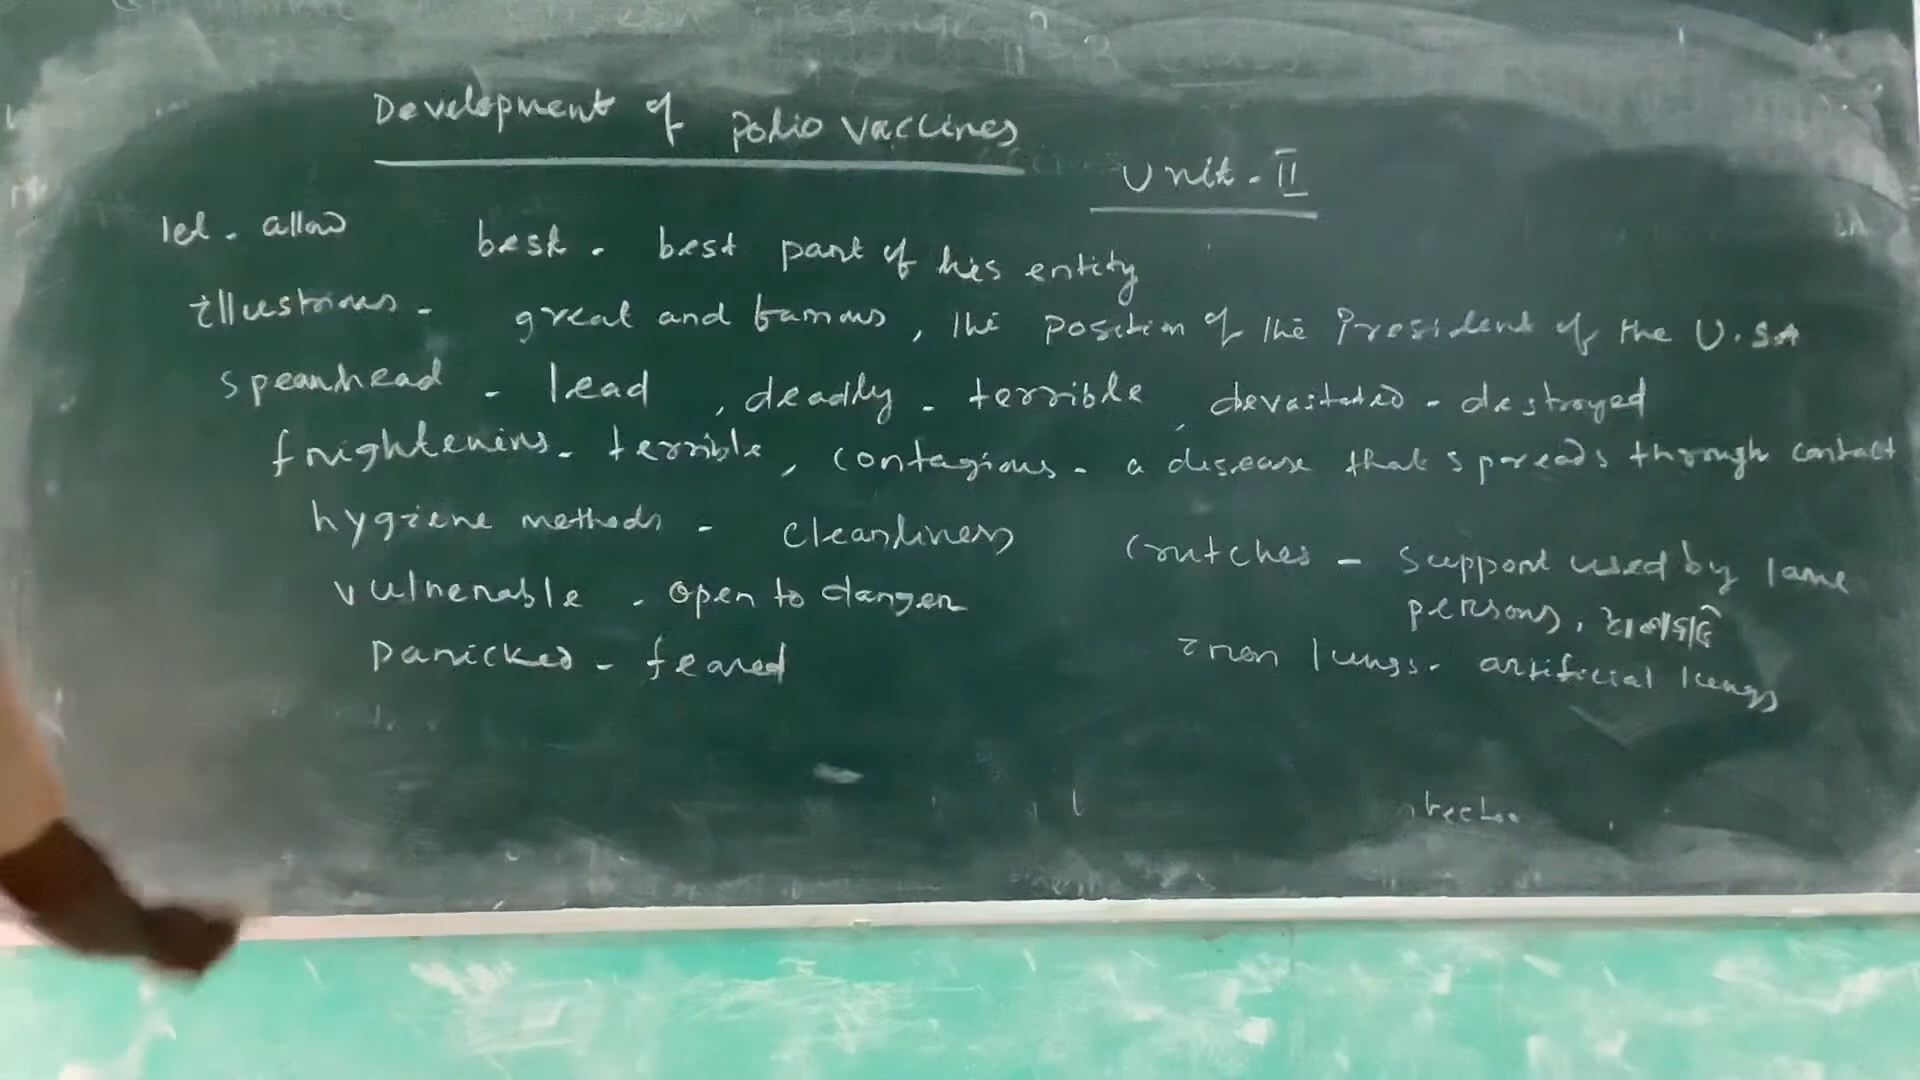 Development of Polio Vaccines
Unit - II
let - allow best - best part of his entity
illustrious - great and famous, the position of the President of the U.S.A
spearhead - lead, deadly - terrible, devastated - destroyed
frightening - terrible, contagious - a disease that spreads through contact
hygiene methods - cleanliness
crutches - support used by lame
persons,
vulnerable - open to danger
iron lungs - artificial lungs
panicked - feared